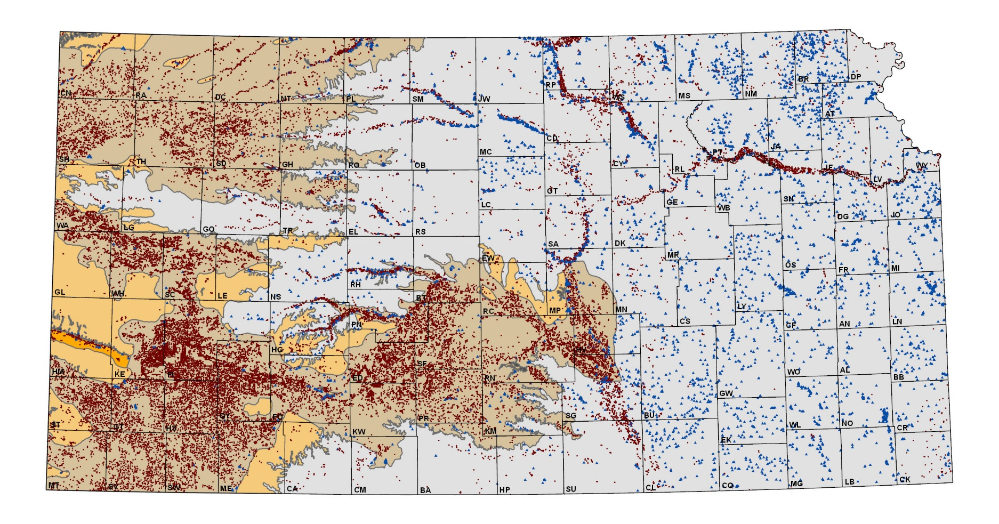 CN
RA
DC
NT
PL
SM
JW
RP
WS
MS
NM
BR
DP
AT
SH
TH
SD
GH
RO
OB
MC
CD
CY
RL
PT
JA
JF
LV
WY
WA
LG
GO
TR
EL
RS
LC
OT
SA
DK
GE
WB
SN
DG
JO
GL
WH
SC
LE
NS
RH
BT
EW
RC
MP
MN
MR
CS
LY
OS
FR
MI
CF
AN
LN
HM
KE
FI
HG
PN
ED
SF
RN
HV
SG
BU
GW
WO
AL
BB
ST
GT
HS
GY
FO
KW
PR
KM
EK
WL
NO
CR
MT
SV
SW
ME
CA
CM
BA
HP
SU
CL
CQ
MG
LB
CK